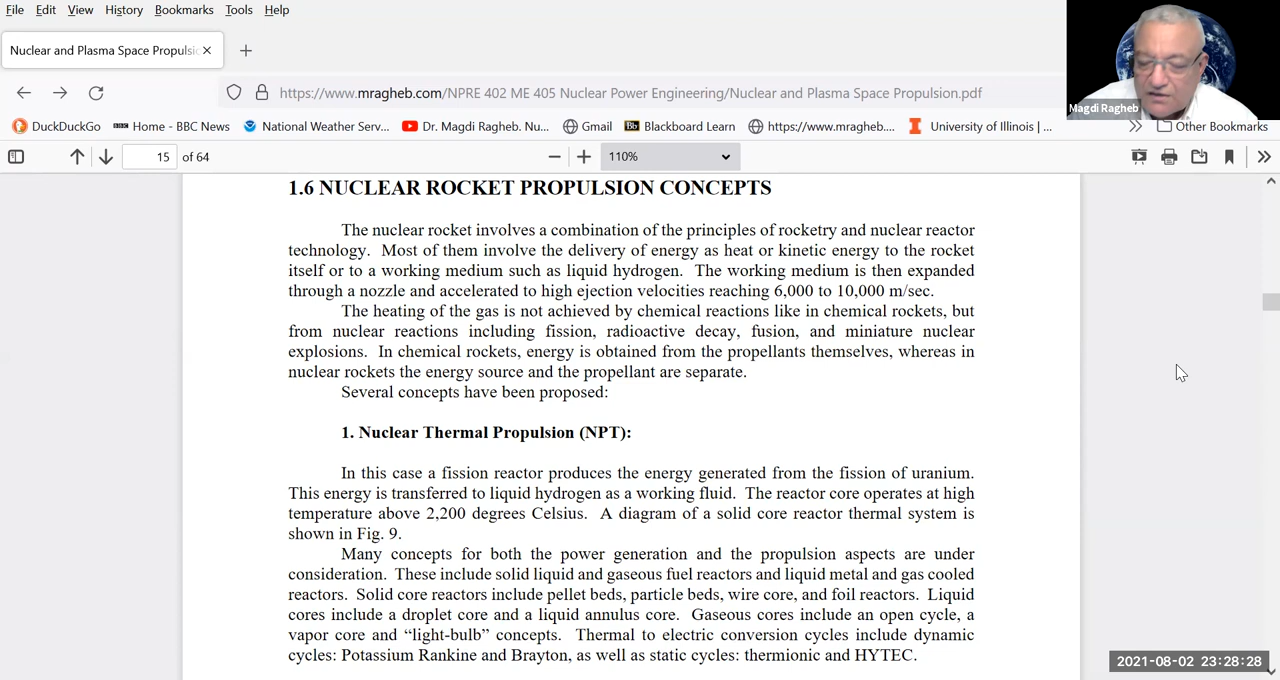 File Edit View History Bookmarks Tools Help
Nuclear and Plasma Space Propulsi
https://www.mragheb.com/NPRE 402 ME 405 Nuclear Power Engineering/Nuclear and Plasma Space Propulsion.pdf
Magdi Ragheb
DuckDuckGo BBC Home - BBC News National Weather Serv... Dr. Magdi Ragheb. Nu... Gmail Bb Blackboard Learn https://www.mragheb.... I University of Illinois | ... Other Bookmarks
15 of 64 110%
1.6 NUCLEAR ROCKET PROPULSION CONCEPTS
The nuclear rocket involves a combination of the principles of rocketry and nuclear reactor
technology. Most of them involve the delivery of energy as heat or kinetic energy to the rocket
itself or to a working medium such as liquid hydrogen. The working medium is then expanded
through a nozzle and accelerated to high ejection velocities reaching 6,000 to 10,000 m/sec.
The heating of the gas is not achieved by chemical reactions like in chemical rockets, but
from nuclear reactions including fission, radioactive decay, fusion, and miniature nuclear
explosions. In chemical rockets, energy is obtained from the propellants themselves, whereas in
nuclear rockets the energy source and the propellant are separate.
Several concepts have been proposed:
1. Nuclear Thermal Propulsion (NPT):
In this case a fission reactor produces the energy generated from the fission of uranium.
This energy is transferred to liquid hydrogen as a working fluid. The reactor core operates at high
temperature above 2,200 degrees Celsius. A diagram of a solid core reactor thermal system is
shown in Fig. 9.
Many concepts for both the power generation and the propulsion aspects are under
consideration. These include solid liquid and gaseous fuel reactors and liquid metal and gas cooled
reactors. Solid core reactors include pellet beds, particle beds, wire core, and foil reactors. Liquid
cores include a droplet core and a liquid annulus core. Gaseous cores include an open cycle, a
vapor core and “light-bulb” concepts. Thermal to electric conversion cycles include dynamic
cycles: Potassium Rankine and Brayton, as well as static cycles: thermionic and HYTEC.
2021-08-02 23:28:28